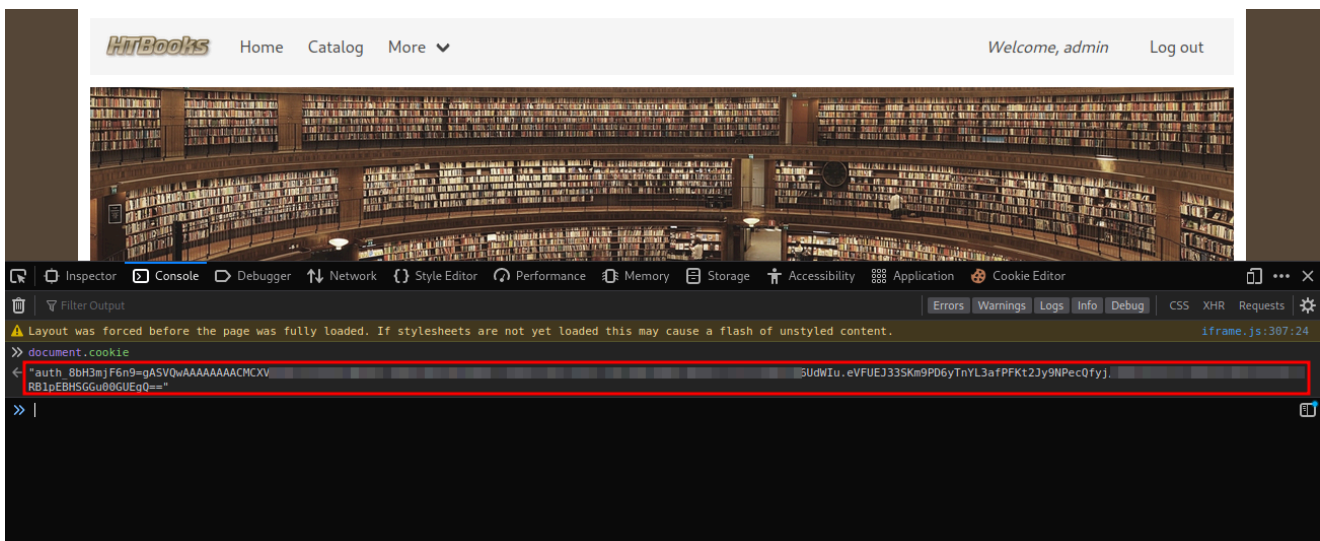 HTBooks Home Catalog More Welcome, admin Log out
Inspector Console Debugger Network Style Editor Performance Memory Storage Accessibility Application Cookie Editor
Filter Output Errors Warnings Logs Info Debug CSS XHR Requests
Layout was forced before the page was fully loaded. If stylesheets are not yet loaded this may cause a flash of unstyled content. iframe.js:307:24
document.cookie
"auth_8bH3mjF6n9=gASVQwAAAAAAAACMCXV
RB1pEBHSGGu00GUEgQ=="